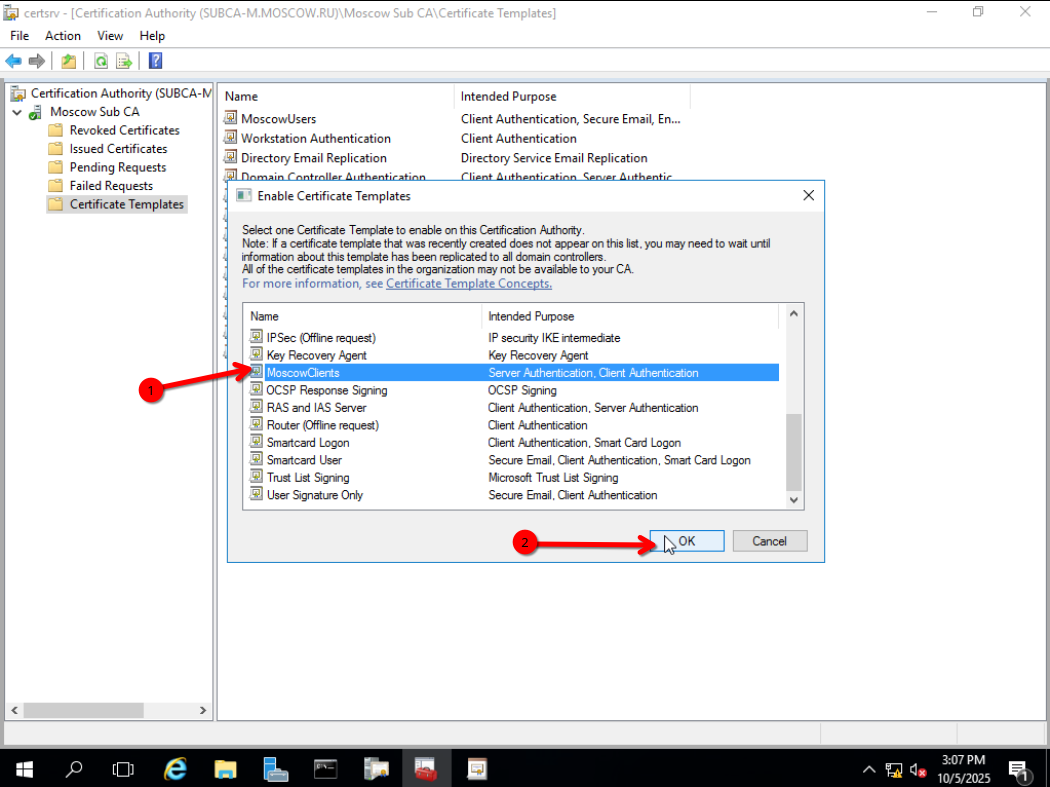 certsrv - [Certification Authority (SUBCA-M.MOSCOW.RU)\Moscow Sub CA\Certificate Templates]
File Action View Help
Certification Authority (SUBCA-M
Moscow Sub CA
Revoked Certificates
Issued Certificates
Pending Requests
Failed Requests
Certificate Templates
Name Intended Purpose
MoscowUsers Client Authentication, Secure Email, En...
Workstation Authentication Client Authentication
Directory Email Replication Directory Service Email Replication
Domain Controller Authentication Client Authentication, Server Authentic...
Enable Certificate Templates
Select one Certificate Template to enable on this Certification Authority.
Note: If a certificate template that was recently created does not appear on this list, you may need to wait until
information about this template has been replicated to all domain controllers.
All of the certificate templates in the organization may not be available to your CA.
For more information, see Certificate Template Concepts.
Name Intended Purpose
IPSec (Offline request) IP security IKE intermediate
Key Recovery Agent Key Recovery Agent
MoscowClients Server Authentication, Client Authentication
OCSP Response Signing OCSP Signing
RAS and IAS Server Client Authentication, Server Authentication
Router (Offline request) Client Authentication
Smartcard Logon Client Authentication, Smart Card Logon
Smartcard User Secure Email, Client Authentication, Smart Card Logon
Trust List Signing Microsoft Trust List Signing
User Signature Only Secure Email, Client Authentication
1
2
OK Cancel
3:07 PM
10/5/2025
1